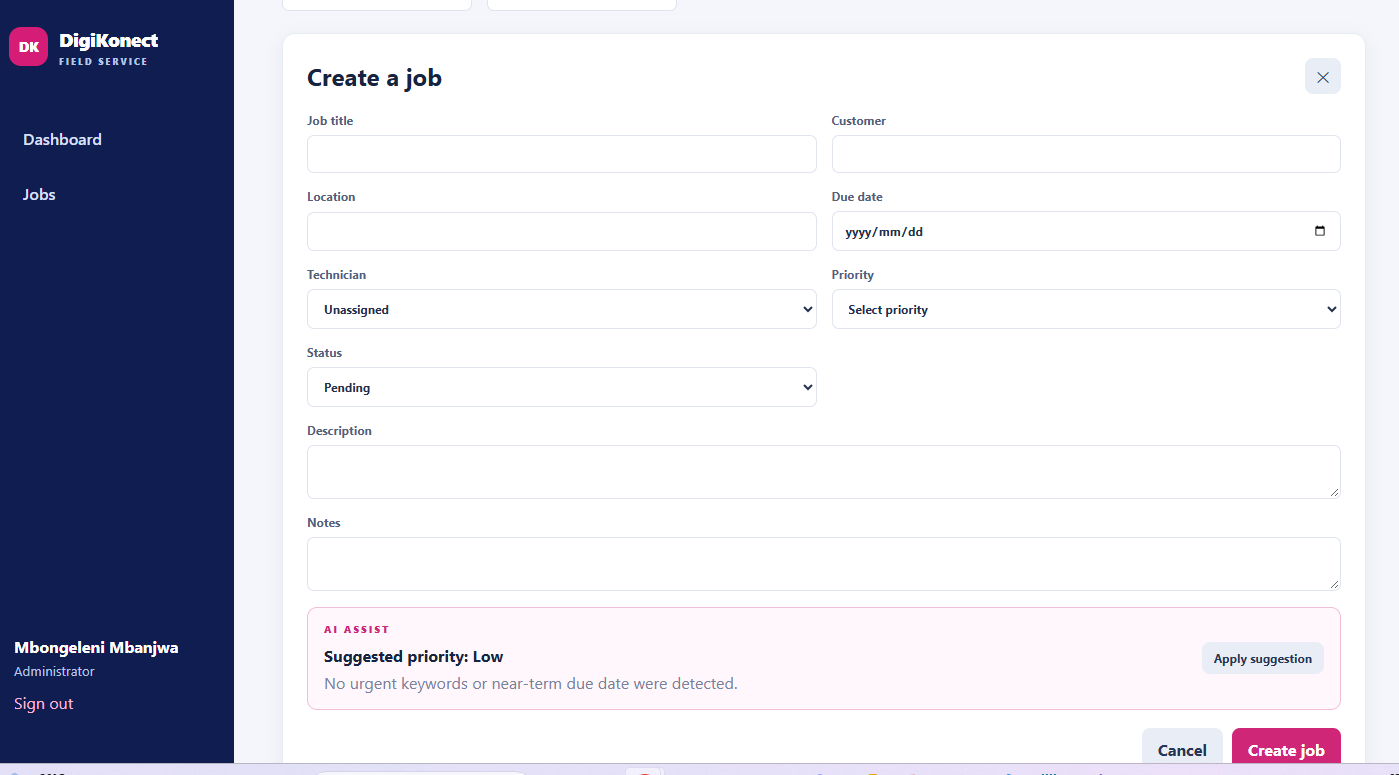 DK
DigiKonect
FIELD SERVICE
Dashboard
Jobs
Mbongeleni Mbanjwa
Administrator
Sign out
Create a job
Job title
Customer
Location
Due date
yyyy/mm/dd
Technician
Priority
Unassigned
Select priority
Status
Pending
Description
Notes
AI ASSIST
Suggested priority: Low
No urgent keywords or near-term due date were detected.
Apply suggestion
Cancel
Create job